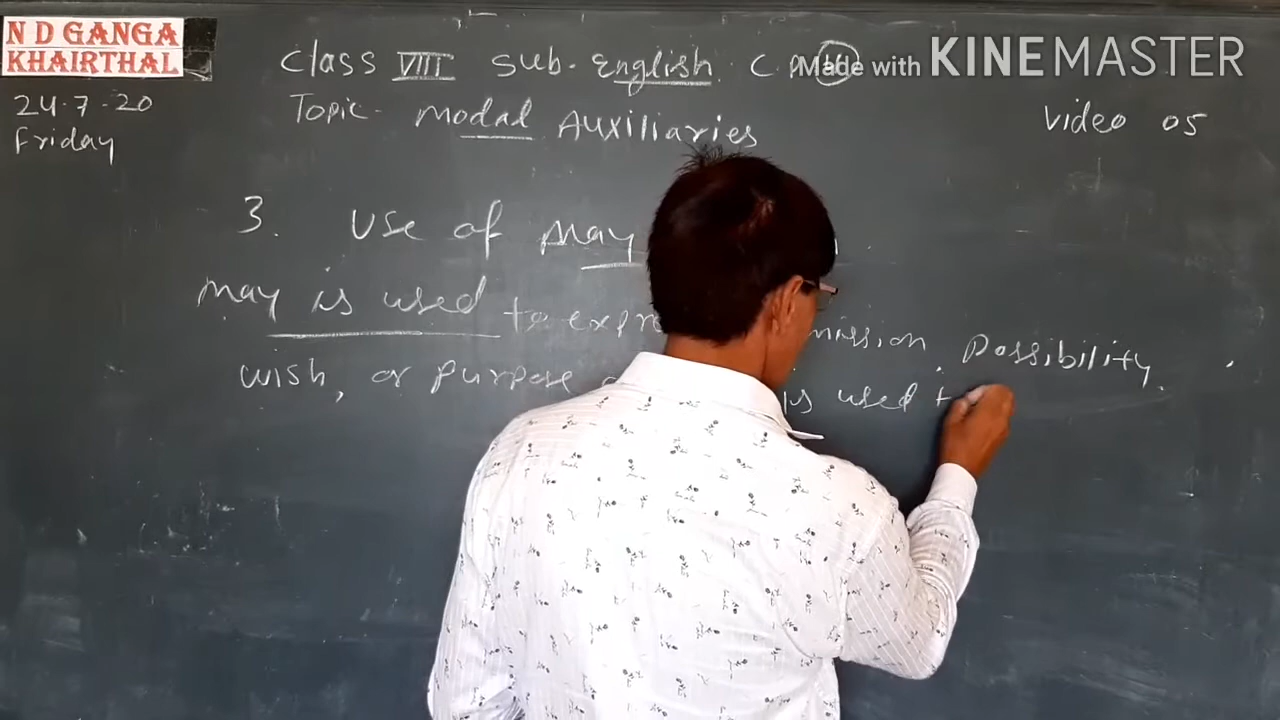 N D GANGA
KHAIRTHAL
24.7.20
Friday
Class VIII Sub. English C
Made with KINEMASTER
Topic - Modal Auxiliaries
Video 05
3. Use of May
May is used to Possibility
wish, or purpose is used